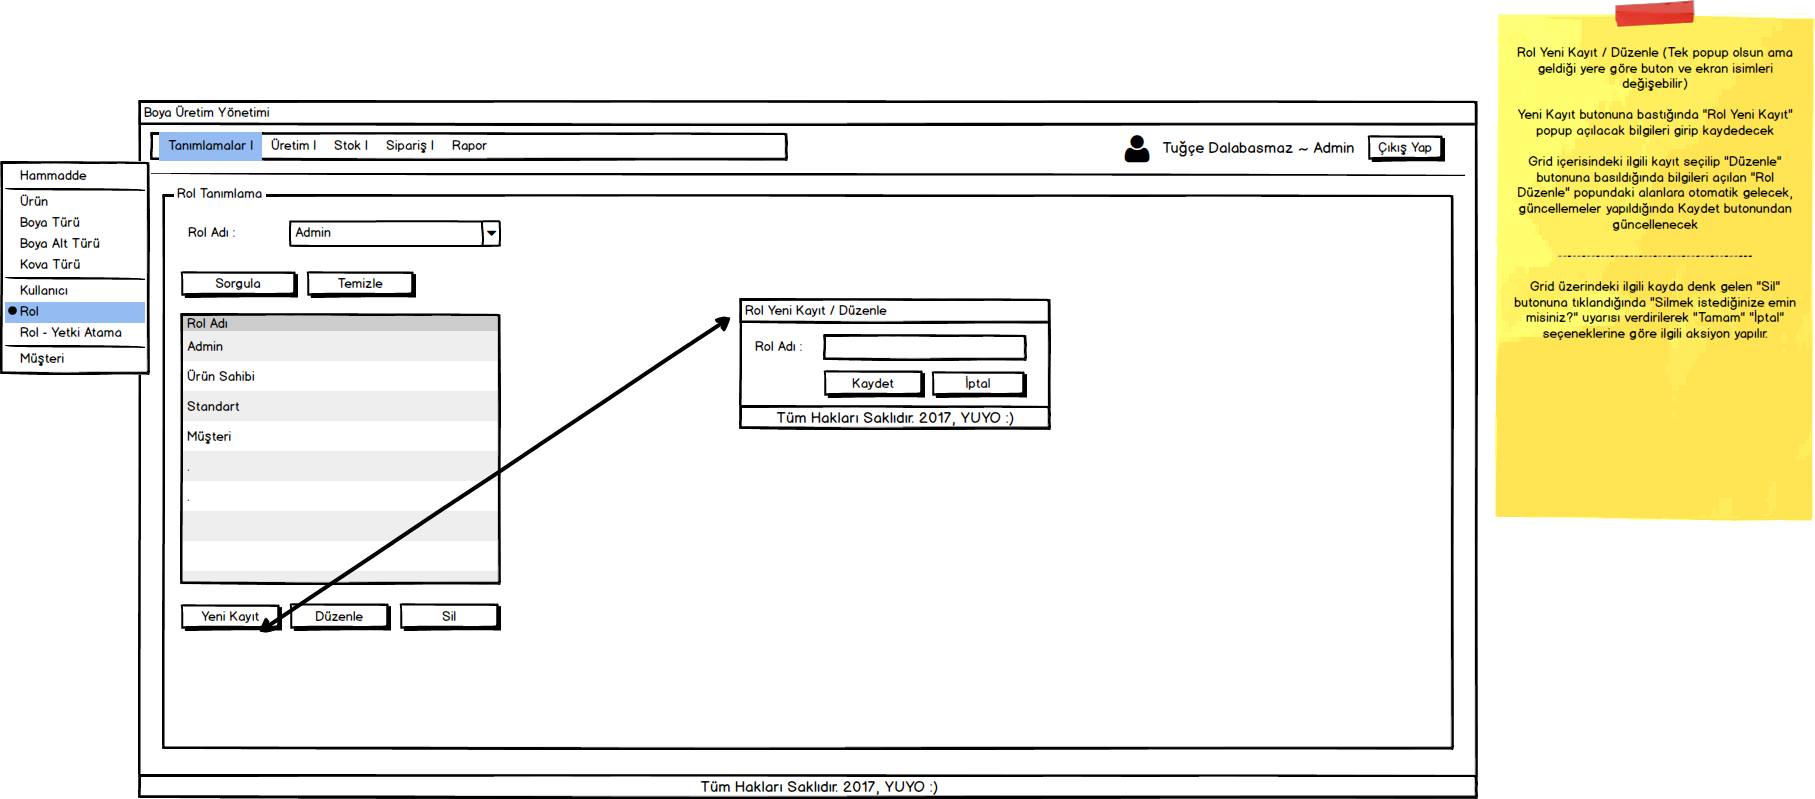 Boya Üretim Yönetimi
Tanımlamalar | Üretim | Stok | Sipariş | Rapor
Tuğçe Dalabasmaz ~ Admin
Çıkış Yap
Hammadde
Ürün
Boya Türü
Boya Alt Türü
Kova Türü
Kullanıcı
Rol
Rol - Yetki Atama
Müşteri
Rol Tanımlama
Rol Adı :
Admin
Sorgula
Temizle
Rol Adı
Admin
Ürün Sahibi
Standart
Müşteri
.
.
Yeni Kayıt
Düzenle
Sil
Rol Yeni Kayıt / Düzenle
Rol Adı :
Kaydet
İptal
Tüm Hakları Saklıdır. 2017, YUYO :)
Tüm Hakları Saklıdır. 2017, YUYO :)
Rol Yeni Kayıt / Düzenle (Tek popup olsun ama
geldiği yere göre buton ve ekran isimleri
değişebilir)
Yeni Kayıt butonuna bastığında "Rol Yeni Kayıt"
popup açılacak bilgileri girip kaydedecek
Grid içerisindeki ilgili kayıt seçilip "Düzenle"
butonuna basıldığında bilgileri açılan "Rol
Düzenle" popundaki alanlara otomatik gelecek,
güncellemeler yapıldığında Kaydet butonundan
güncellenecek
----------------------------------------
Grid üzerindeki ilgili kayda denk gelen "Sil"
butonuna tıklandığında "Silmek istediğinize emin
misiniz?" uyarısı verdirilerek "Tamam" "İptal"
seçeneklerine göre ilgili aksiyon yapılır.